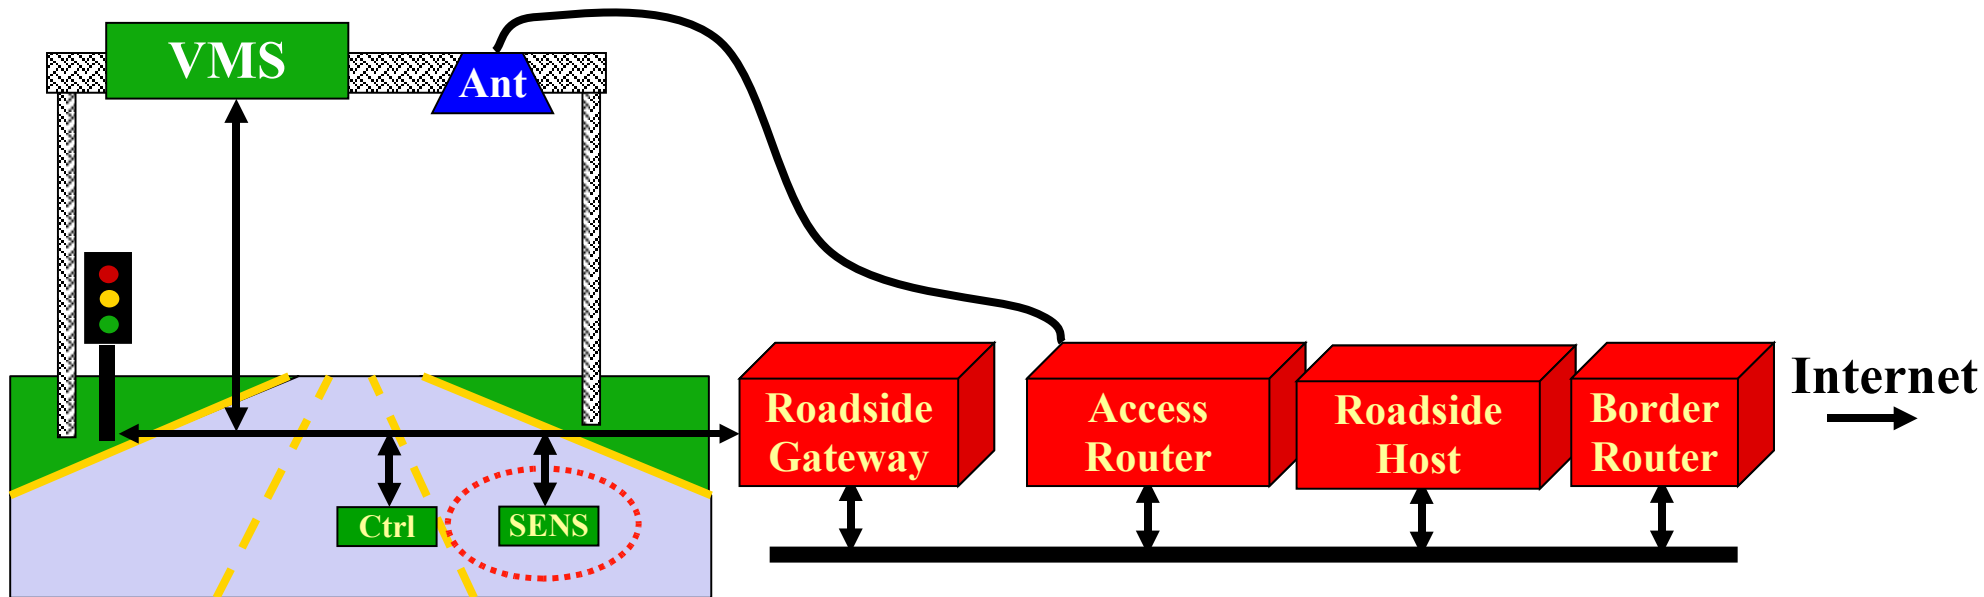 VMS
Ant
Roadside
Gateway
Access
Router
Roadside
Host
Border
Router
Internet
Ctrl
SENS